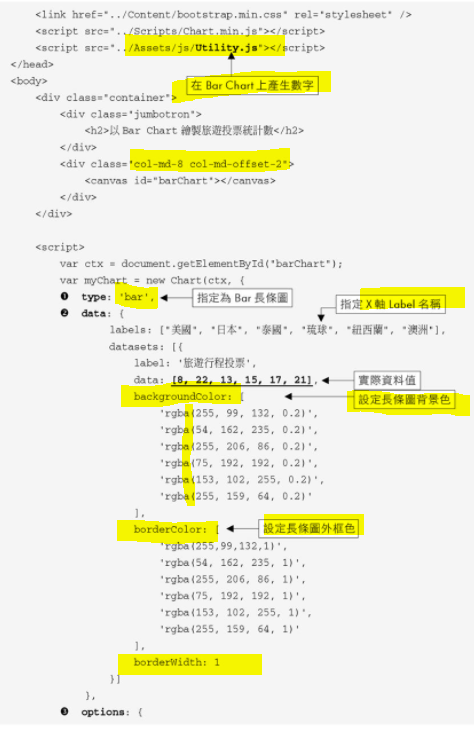 <link href="../Content/bootstrap.min.css" rel="stylesheet" />
<script src="../Scripts/Chart.min.js"></script>
<script src="../Assets/js/Utility.js"></script>
</head>
<body>
在 Bar Chart 上產生數字
<div class="container">
<div class="jumbotron">
<h2>以 Bar Chart 繪製旅遊投票統計數</h2>
</div>
<div class="col-md-8 col-md-offset-2">
<canvas id="barChart"></canvas>
</div>
</div>
<script>
var ctx = document.getElementById("barChart");
var myChart = new Chart(ctx, {
❶ type: 'bar', 指定為 Bar 長條圖
指定 X 軸 Label 名稱
❷ data: {
labels: ["美國", "日本", "泰國", "琉球", "紐西蘭", "澳洲"],
datasets: [{
label: '旅遊行程投票',
data: [8, 22, 13, 15, 17, 21], 實際資料值
backgroundColor: [ 設定長條圖背景色
'rgba(255, 99, 132, 0.2)',
'rgba(54, 162, 235, 0.2)',
'rgba(255, 206, 86, 0.2)',
'rgba(75, 192, 192, 0.2)',
'rgba(153, 102, 255, 0.2)',
'rgba(255, 159, 64, 0.2)'
],
borderColor: [ 設定長條圖外框色
'rgba(255,99,132,1)',
'rgba(54, 162, 235, 1)',
'rgba(255, 206, 86, 1)',
'rgba(75, 192, 192, 1)',
'rgba(153, 102, 255, 1)',
'rgba(255, 159, 64, 1)'
],
borderWidth: 1
}]
},
❸ options: {